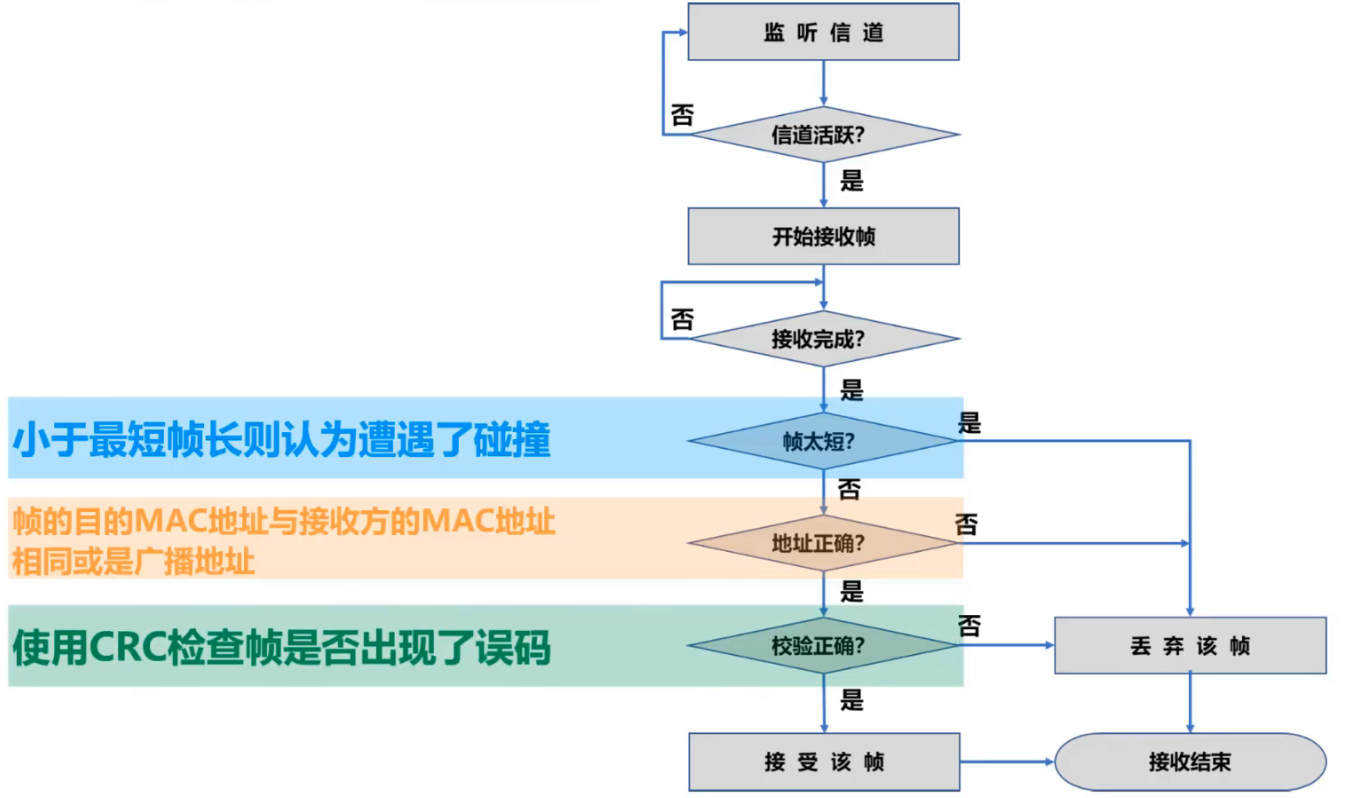 监 听 信 道
否
信道活跃?
是
开始接收帧
否
接收完成?
是
小于最短帧长则认为遭遇了碰撞
帧太短?
是
否
帧的目的MAC地址与接收方的MAC地址
相同或是广播地址
地址正确?
否
是
使用CRC检查帧是否出现了误码
校验正确?
否
丢 弃 该 帧
是
接 受 该 帧
接收结束